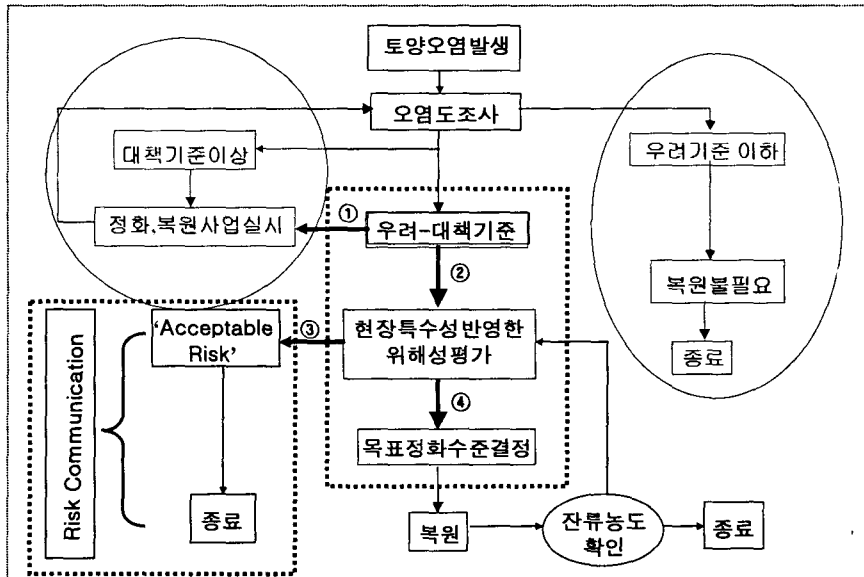 토양오염발생
오염도조사
대책기준이상
우려기준 이하
정화.복원사업실시
①
우려-대책기준
②
복원불필요
'Acceptable
Risk'
③
현장특수성반영한
위해성평가
종료
Risk Communication
④
목표정화수준결정
종료
복원
잔류농도
확인
종료